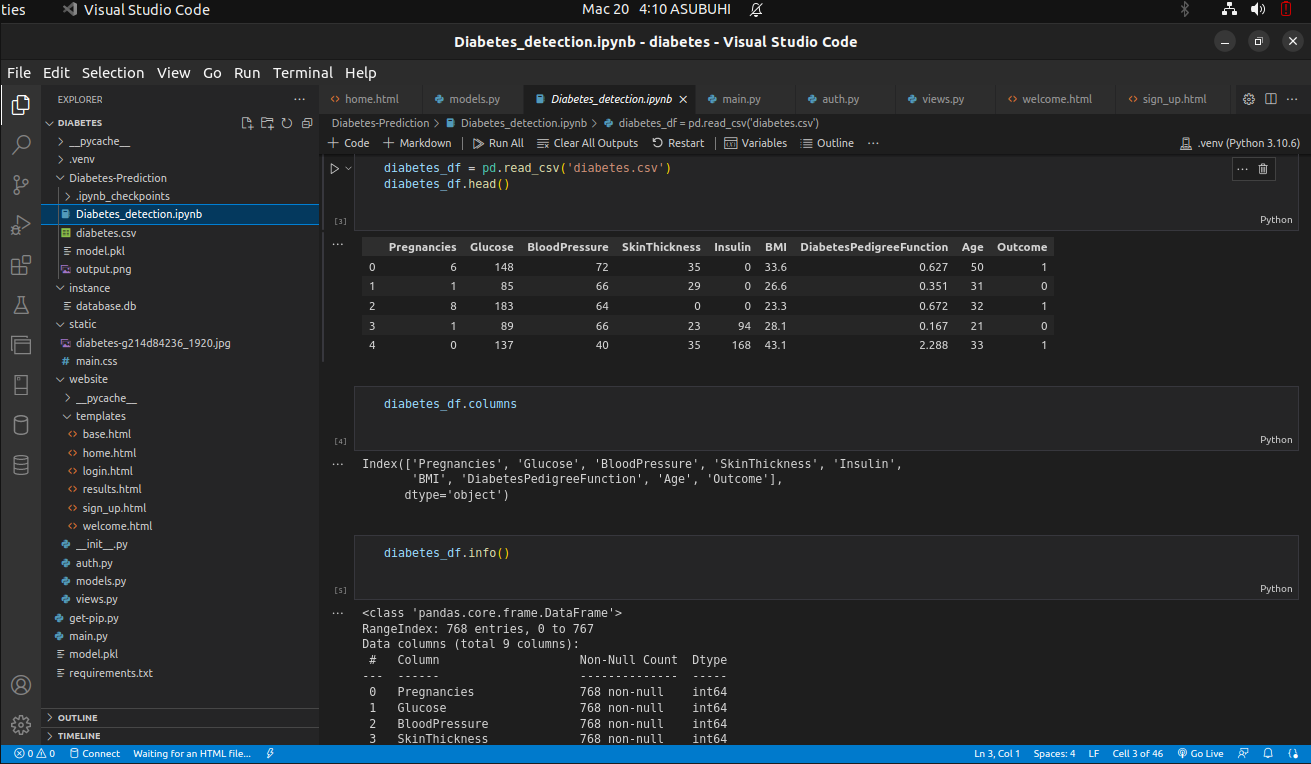 ties Visual Studio Code Mac 20 4:10 ASUBUHI
Diabetes_detection.ipynb - diabetes - Visual Studio Code
File Edit Selection View Go Run Terminal Help
EXPLORER
DIABETES
__pycache__
.venv
Diabetes-Prediction
.ipynb_checkpoints
Diabetes_detection.ipynb
diabetes.csv
model.pkl
output.png
instance
database.db
static
diabetes-g214d84236_1920.jpg
# main.css
website
__pycache__
templates
base.html
home.html
login.html
results.html
sign_up.html
welcome.html
__init__.py
auth.py
models.py
views.py
get-pip.py
main.py
model.pkl
requirements.txt
OUTLINE
TIMELINE
home.html models.py Diabetes_detection.ipynb main.py auth.py views.py welcome.html sign_up.html
Diabetes-Prediction > Diabetes_detection.ipynb > diabetes_df = pd.read_csv('diabetes.csv')
+ Code + Markdown Run All Clear All Outputs Restart Variables Outline ... .venv (Python 3.10.6)
diabetes_df = pd.read_csv('diabetes.csv')
diabetes_df.head()
[3] Python
Pregnancies Glucose BloodPressure SkinThickness Insulin BMI DiabetesPedigreeFunction Age Outcome
0 6 148 72 35 0 33.6 0.627 50 1
1 1 85 66 29 0 26.6 0.351 31 0
2 8 183 64 0 0 23.3 0.672 32 1
3 1 89 66 23 94 28.1 0.167 21 0
4 0 137 40 35 168 43.1 2.288 33 1
diabetes_df.columns
[4] Python
Index(['Pregnancies', 'Glucose', 'BloodPressure', 'SkinThickness', 'Insulin',
'BMI', 'DiabetesPedigreeFunction', 'Age', 'Outcome'],
dtype='object')
diabetes_df.info()
[5] Python
<class 'pandas.core.frame.DataFrame'>
RangeIndex: 768 entries, 0 to 767
Data columns (total 9 columns):
# Column Non-Null Count Dtype
--- ------ -------------- -----
0 Pregnancies 768 non-null int64
1 Glucose 768 non-null int64
2 BloodPressure 768 non-null int64
3 SkinThickness 768 non-null int64
0 0 Connect Waiting for an HTML file... Ln 3, Col 1 Spaces: 4 LF Cell 3 of 46 Go Live